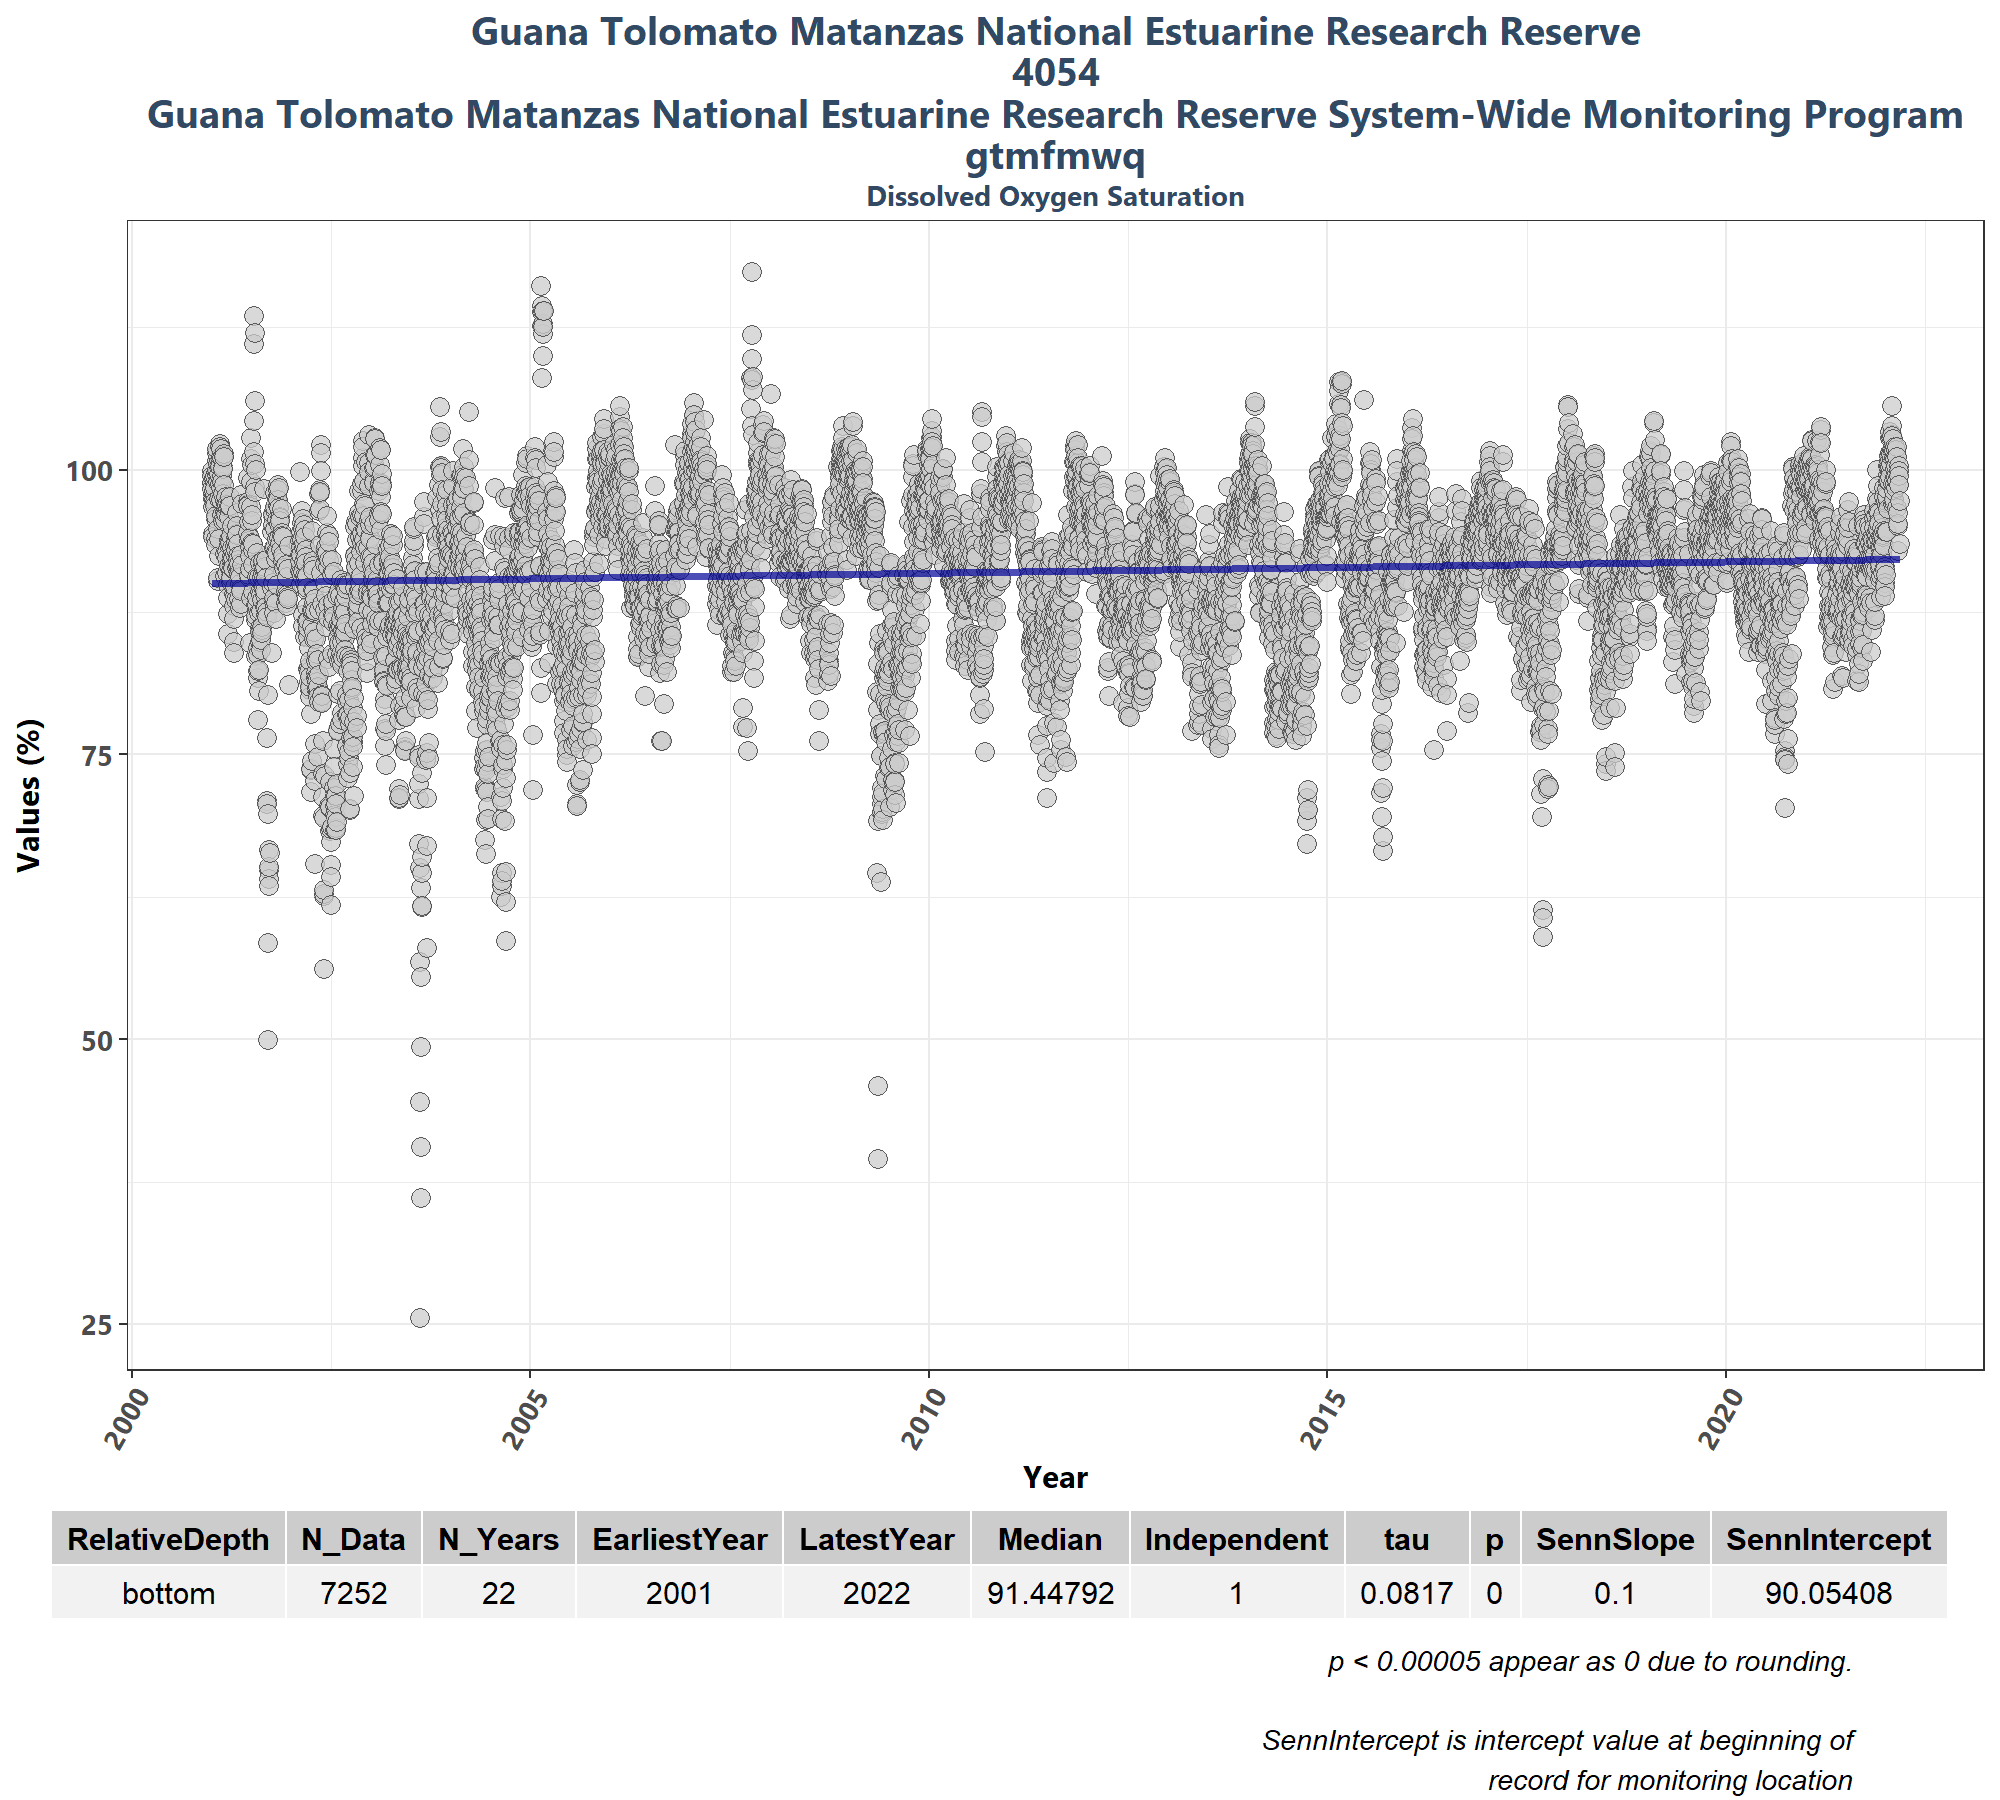 Guana Tolomato Matanzas National Estuarine Research Reserve
4054
Guana Tolomato Matanzas National Estuarine Research Reserve System-Wide Monitoring Program
gtmfmwq
Dissolved Oxygen Saturation
Values (%)
100
75
50
25
2000 2005 2010 2015 2020
Year
RelativeDepth N_Data N_Years EarliestYear LatestYear Median Independent tau p SennSlope SennIntercept
bottom 7252 22 2001 2022 91.44792 1 0.0817 0 0.1 90.05408
p < 0.00005 appear as 0 due to rounding.
SennIntercept is intercept value at beginning of
record for monitoring location